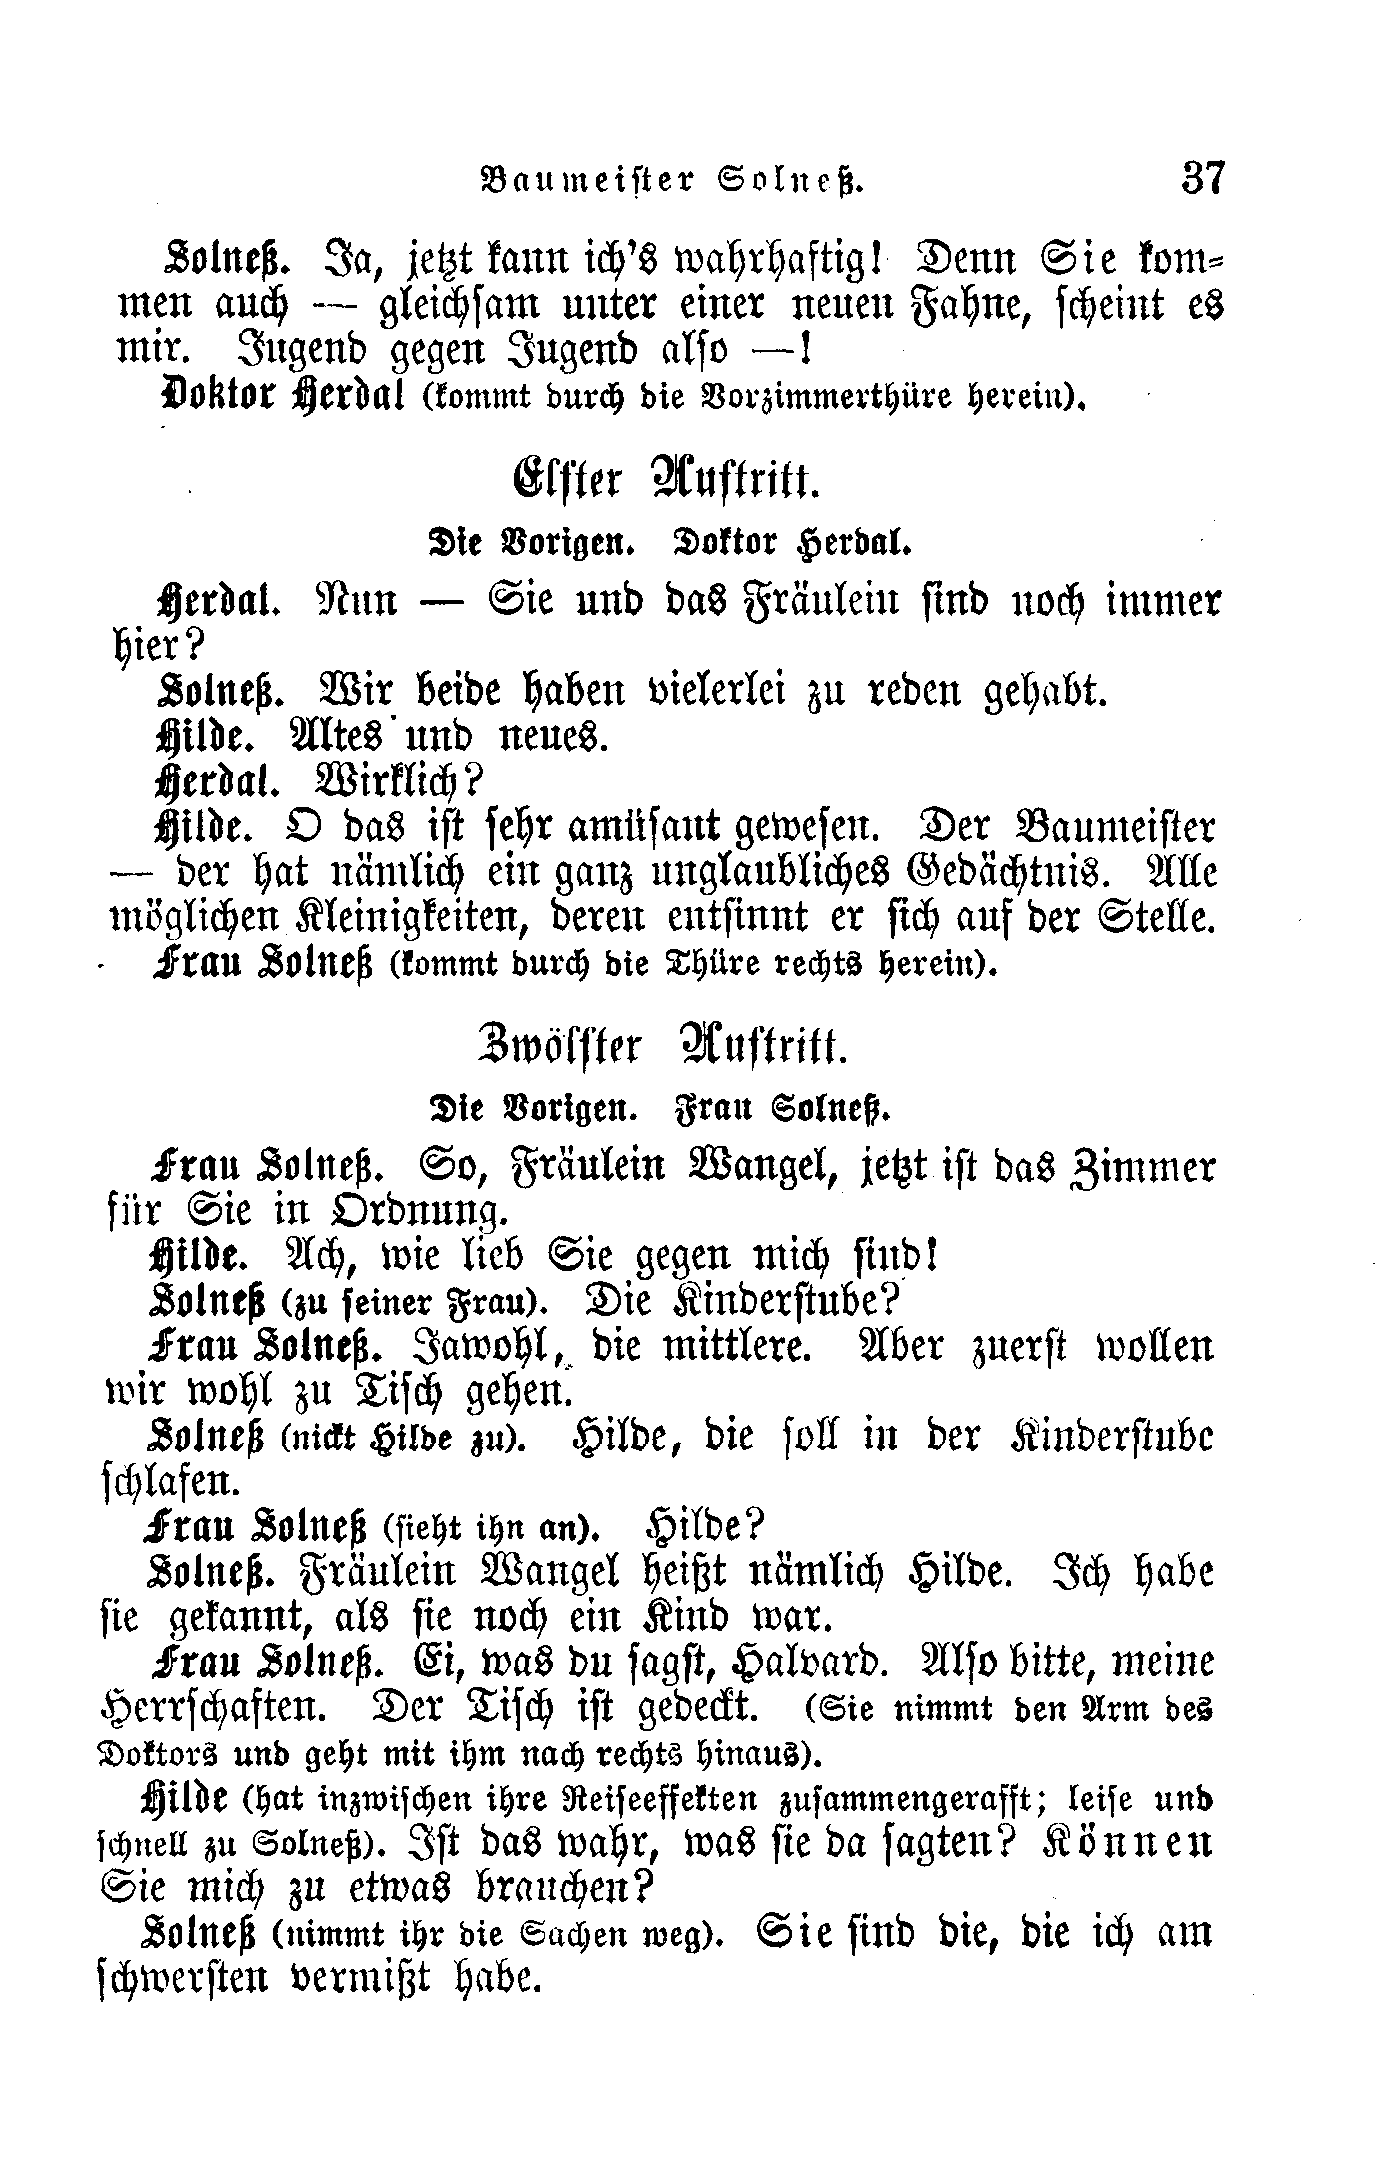 Baumeister Solneß. 37
Solneß. Ja, jetzt kann ich's wahrhaftig! Denn Sie kom-
men auch — gleichsam unter einer neuen Fahne, scheint es
mir. Jugend gegen Jugend also —!
Doktor Herdal (kommt durch die Vorzimmerthüre herein).
Elfter Auftritt.
Die Vorigen. Doktor Herdal.
Herdal. Nun — Sie und das Fräulein sind noch immer
hier?
Solneß. Wir beide haben vielerlei zu reden gehabt.
Hilde. Altes und neues.
Herdal. Wirklich?
Hilde. O das ist sehr amüsant gewesen. Der Baumeister
— der hat nämlich ein ganz unglaubliches Gedächtnis. Alle
möglichen Kleinigkeiten, deren entsinnt er sich auf der Stelle.
Frau Solneß (kommt durch die Thüre rechts herein).
Zwölfter Auftritt.
Die Vorigen. Frau Solneß.
Frau Solneß. So, Fräulein Wangel, jetzt ist das Zimmer
für Sie in Ordnung.
Hilde. Ach, wie lieb Sie gegen mich sind!
Solneß (zu seiner Frau). Die Kinderstube?
Frau Solneß. Jawohl, die mittlere. Aber zuerst wollen
wir wohl zu Tisch gehen.
Solneß (nickt Hilde zu). Hilde, die soll in der Kinderstube
schlafen.
Frau Solneß (sieht ihn an). Hilde?
Solneß. Fräulein Wangel heißt nämlich Hilde. Ich habe
sie gekannt, als sie noch ein Kind war.
Frau Solneß. Ei, was du sagst, Halvard. Also bitte, meine
Herrschaften. Der Tisch ist gedeckt. (Sie nimmt den Arm des
Doktors und geht mit ihm nach rechts hinaus).
Hilde (hat inzwischen ihre Reiseeffekten zusammengerafft; leise und
schnell zu Solneß). Ist das wahr, was sie da sagten? Können
Sie mich zu etwas brauchen?
Solneß (nimmt ihr die Sachen weg). Sie sind die, die ich am
schwersten vermißt habe.